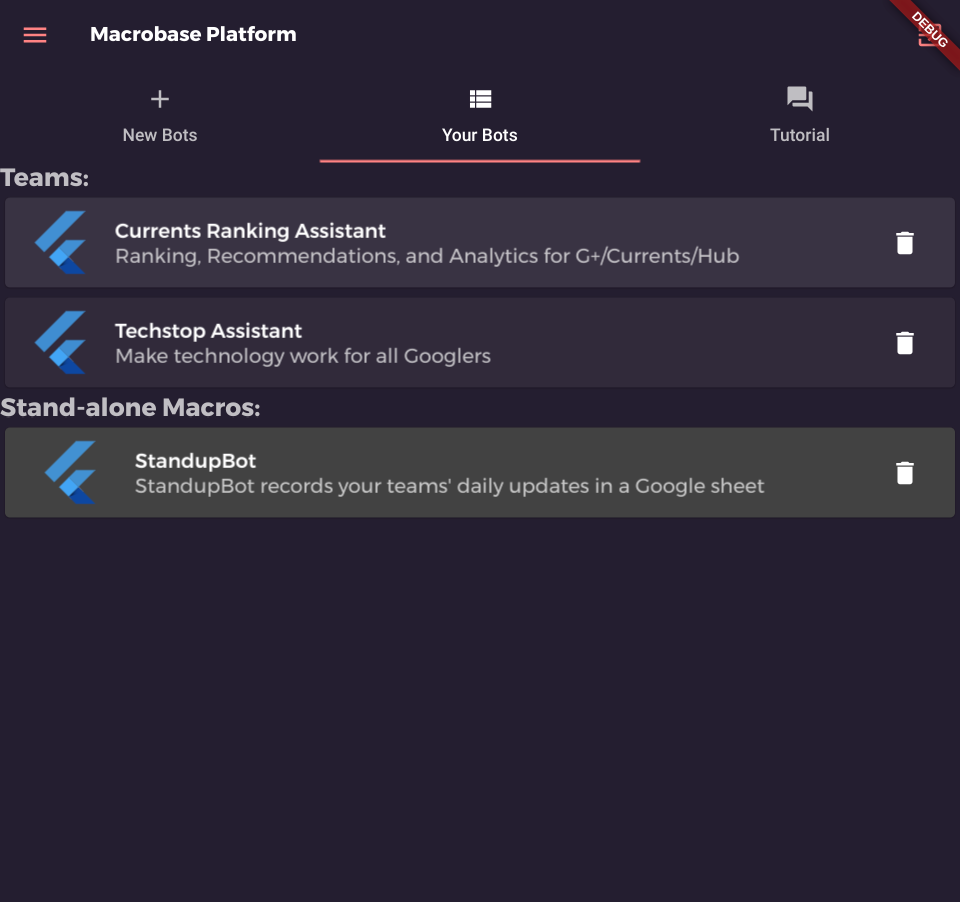 Macrobase Platform
DEBUG
New Bots
Your Bots
Tutorial
Teams:
Currents Ranking Assistant
Ranking, Recommendations, and Analytics for G+/Currents/Hub
Techstop Assistant
Make technology work for all Googlers
Stand-alone Macros:
StandupBot
StandupBot records your teams' daily updates in a Google sheet